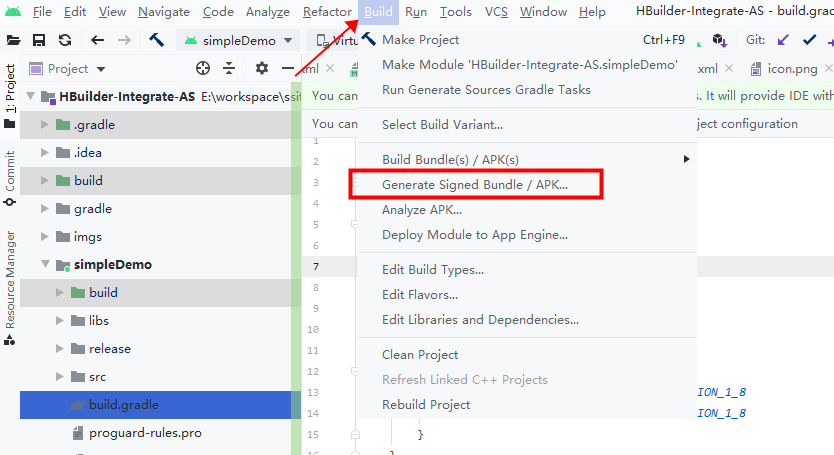 File Edit View Navigate Code Analyze Refactor Build Run Tools VCS Window Help HBuilder-Integrate-AS - build.gradle
simpleDemo Git:
1: Project
Commit
Resource Manager
Project
HBuilder-Integrate-AS E:\workspace\ssit
.gradle
.idea
build
gradle
imgs
simpleDemo
build
libs
release
src
build.gradle
proguard-rules.pro
.xml icon.png
You can s. It will provide IDE with
You can ject configuration
Make Project Ctrl+F9
Make Module 'HBuilder-Integrate-AS.simpleDemo'
Run Generate Sources Gradle Tasks
Select Build Variant...
Build Bundle(s) / APK(s)
Generate Signed Bundle / APK...
Analyze APK...
Deploy Module to App Engine...
Edit Build Types...
Edit Flavors...
Edit Libraries and Dependencies...
Clean Project
Refresh Linked C++ Projects
Rebuild Project
1
2
3
4
5
6
7
8
9
10
11
12
13 ION_1_8
14 ION_1_8
15 }
}